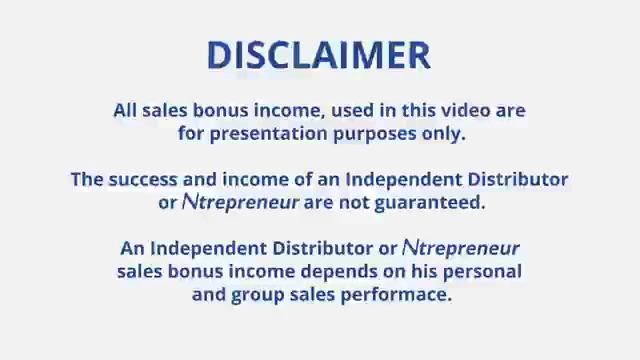 DISCLAIMER
All sales bonus income, used in this video are
for presentation purposes only.
The success and income of an Independent Distributor
or Ntrepreneur are not guaranteed.
An Independent Distributor or Ntrepreneur
sales bonus income depends on his personal
and group sales performace.